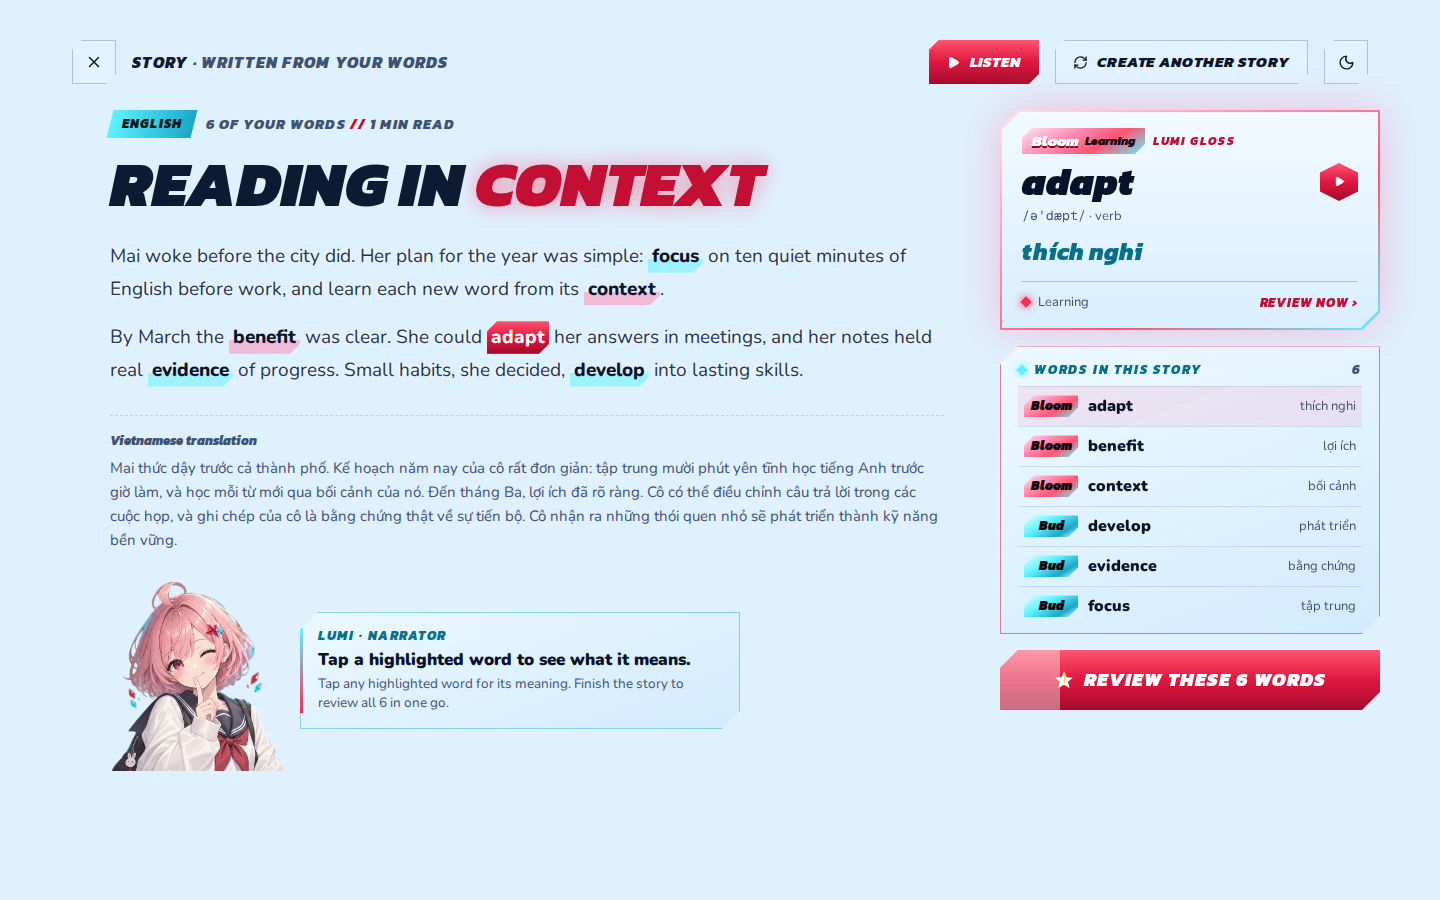 STORY · WRITTEN FROM YOUR WORDS
LISTEN
CREATE ANOTHER STORY
ENGLISH
6 OF YOUR WORDS // 1 MIN READ
READING IN CONTEXT
Mai woke before the city did. Her plan for the year was simple: focus on ten quiet minutes of
English before work, and learn each new word from its context.
By March the benefit was clear. She could adapt her answers in meetings, and her notes held
real evidence of progress. Small habits, she decided, develop into lasting skills.
Vietnamese translation
Mai thức dậy trước cả thành phố. Kế hoạch năm nay của cô rất đơn giản: tập trung mười phút yên tĩnh học tiếng Anh trước
giờ làm, và học mỗi từ mới qua bối cảnh của nó. Đến tháng Ba, lợi ích đã rõ ràng. Cô có thể điều chỉnh câu trả lời trong các
cuộc họp, và ghi chép của cô là bằng chứng thật về sự tiến bộ. Cô nhận ra những thói quen nhỏ sẽ phát triển thành kỹ năng
bền vững.
LUMI · NARRATOR
Tap a highlighted word to see what it means.
Tap any highlighted word for its meaning. Finish the story to
review all 6 in one go.
Bloom Learning LUMI GLOSS
adapt
/əˈdæpt/ · verb
thích nghi
Learning
REVIEW NOW ›
WORDS IN THIS STORY 6
Bloom adapt thích nghi
Bloom benefit lợi ích
Bloom context bối cảnh
Bud develop phát triển
Bud evidence bằng chứng
Bud focus tập trung
REVIEW THESE 6 WORDS